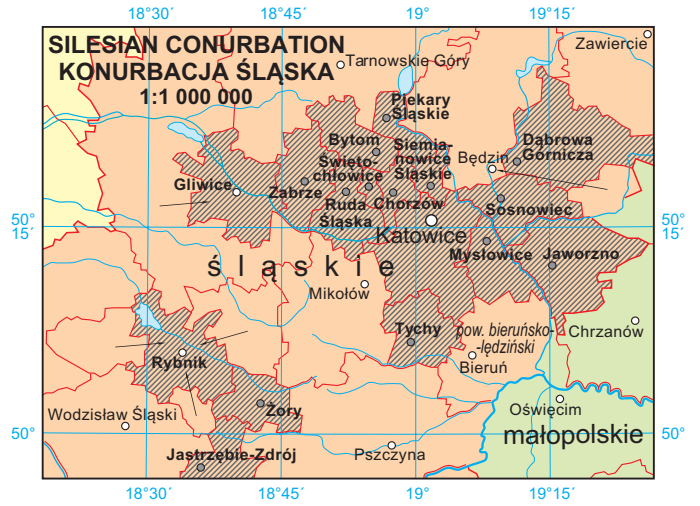 18°30' 18°45' 19° 19°15'
SILESIAN CONURBATION
KONURBACJA ŚLĄSKA
1:1 000 000
Zawiercie
Tarnowskie Góry
Piekary
Śląskie
Bytom
Siemia-
nowice
Śląskie
Będzin
Dąbrowa
Górnicza
Święto-
chłowice
Gliwice
Zabrze
Ruda
Śląska
Chorzów
Sosnowiec
50°
15'
50°
15'
Katowice
Mysłowice
Jaworzno
śląskie
Mikołów
Tychy
pow. bieruńsko-
-lędziński
Chrzanów
Bieruń
Rybnik
Żory
Wodzisław Śląski
Oświęcim
50°
50°
małopolskie
Jastrzębie-Zdrój
Pszczyna
18°30' 18°45' 19° 19°15'